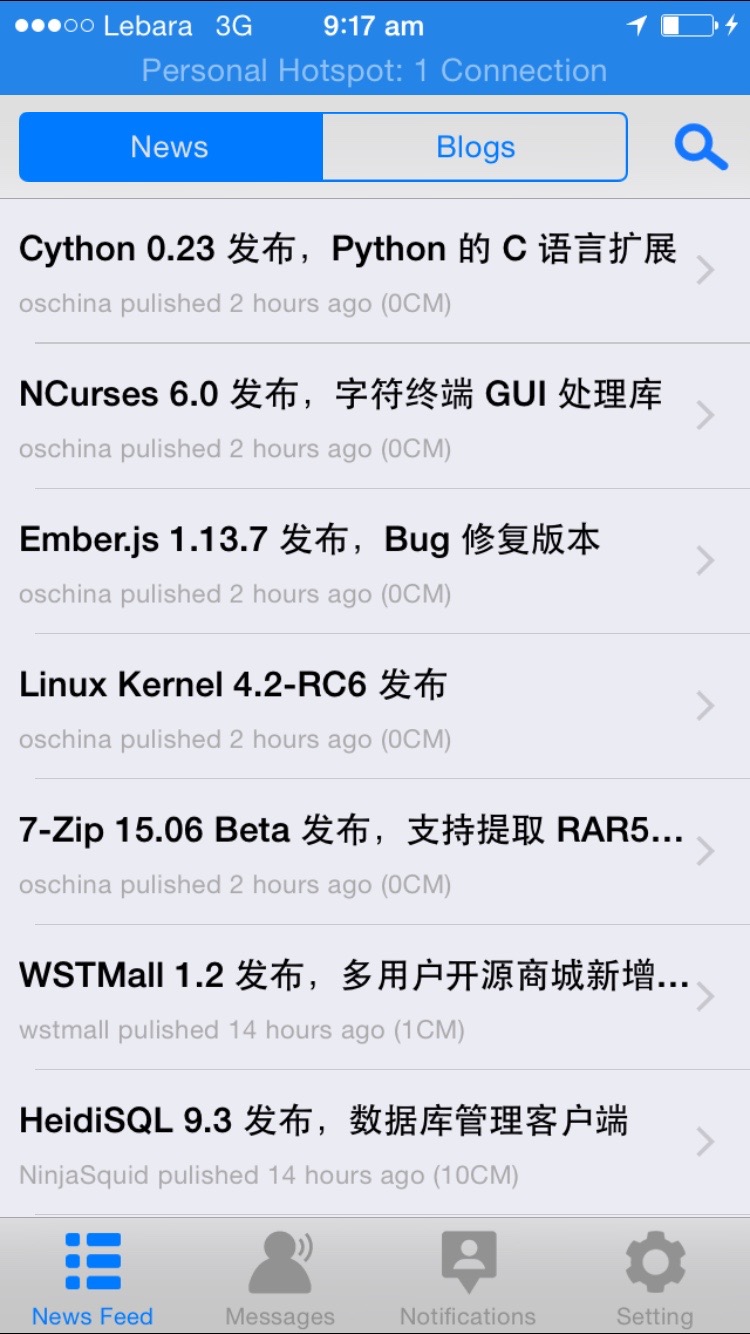 Lebara 3G 9:17 am
Personal Hotspot: 1 Connection
News Blogs
Cython 0.23 发布，Python 的 C 语言扩展
oschina pulished 2 hours ago (0CM)
NCurses 6.0 发布，字符终端 GUI 处理库
oschina pulished 2 hours ago (0CM)
Ember.js 1.13.7 发布，Bug 修复版本
oschina pulished 2 hours ago (0CM)
Linux Kernel 4.2-RC6 发布
oschina pulished 2 hours ago (0CM)
7-Zip 15.06 Beta 发布，支持提取 RAR5...
oschina pulished 2 hours ago (0CM)
WSTMall 1.2 发布，多用户开源商城新增...
wstmall pulished 14 hours ago (1CM)
HeidiSQL 9.3 发布，数据库管理客户端
NinjaSquid pulished 14 hours ago (10CM)
News Feed Messages Notifications Setting